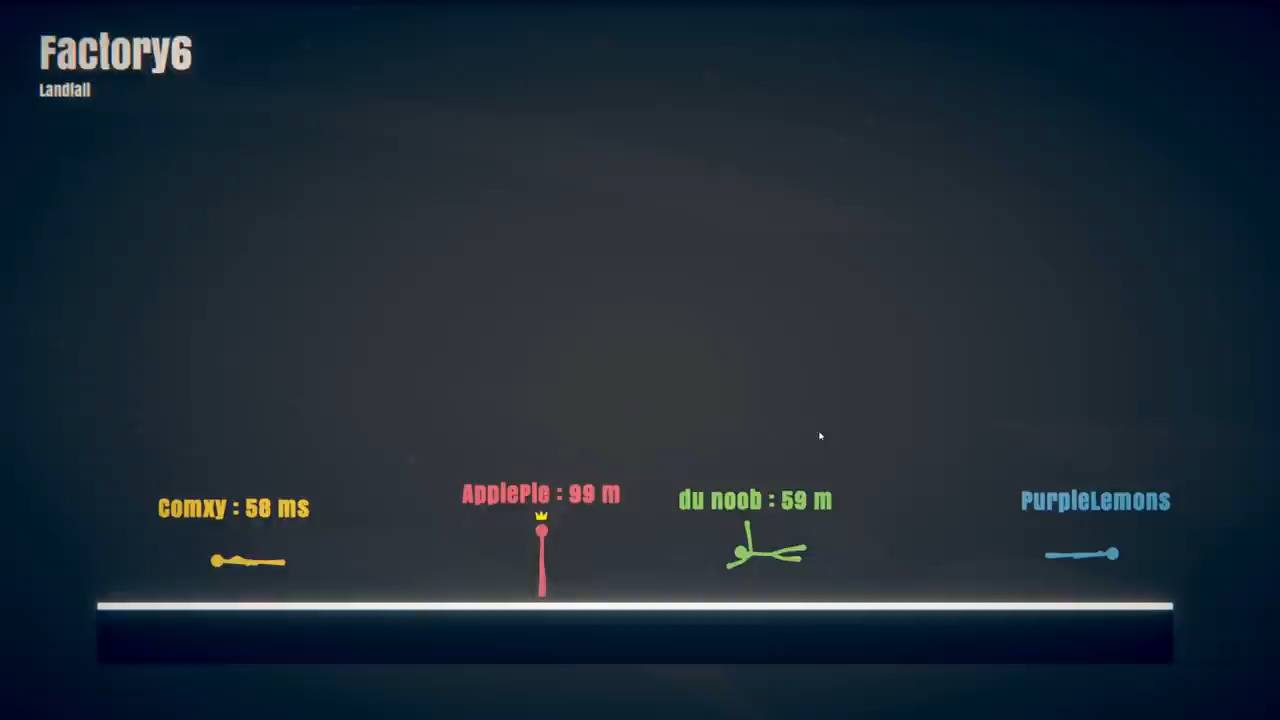 Factory6
Landfall
Comxy : 58 ms
ApplePie : 99 m
du noob : 59 m
PurpleLemons